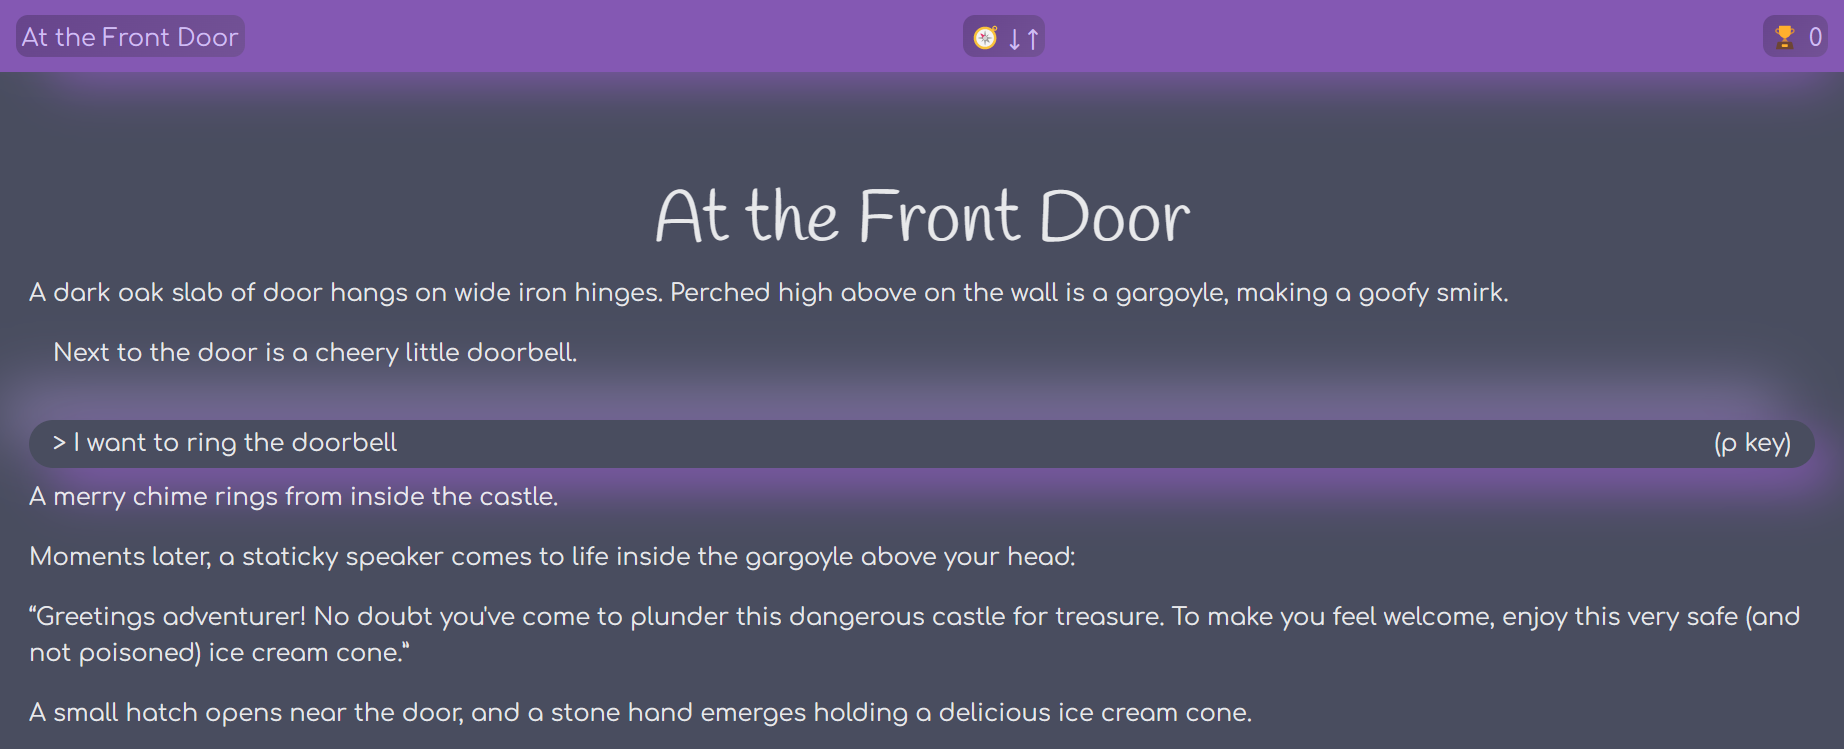 At the Front Door
↓↑
0
At the Front Door
A dark oak slab of door hangs on wide iron hinges. Perched high above on the wall is a gargoyle, making a goofy smirk.
Next to the door is a cheery little doorbell.
> I want to ring the doorbell (p key)
A merry chime rings from inside the castle.
Moments later, a staticky speaker comes to life inside the gargoyle above your head:
“Greetings adventurer! No doubt you've come to plunder this dangerous castle for treasure. To make you feel welcome, enjoy this very safe (and
not poisoned) ice cream cone.”
A small hatch opens near the door, and a stone hand emerges holding a delicious ice cream cone.